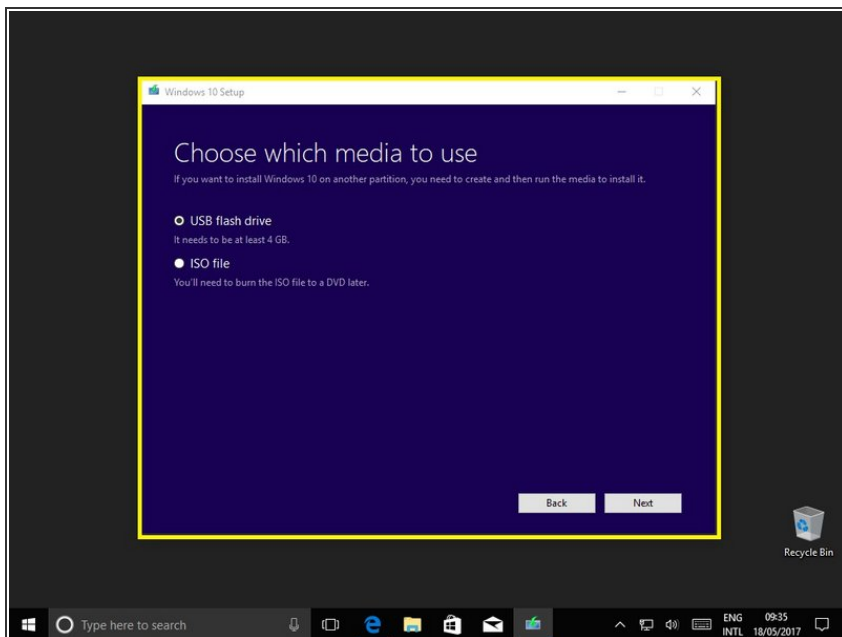 Windows 10 Setup
Choose which media to use
If you want to install Windows 10 on another partition, you need to create and then run the media to install it.
USB flash drive
It needs to be at least 4 GB.
ISO file
You'll need to burn the ISO file to a DVD later.
Back Next
Recycle Bin
Type here to search
ENG 09:35
INTL 18/05/2017